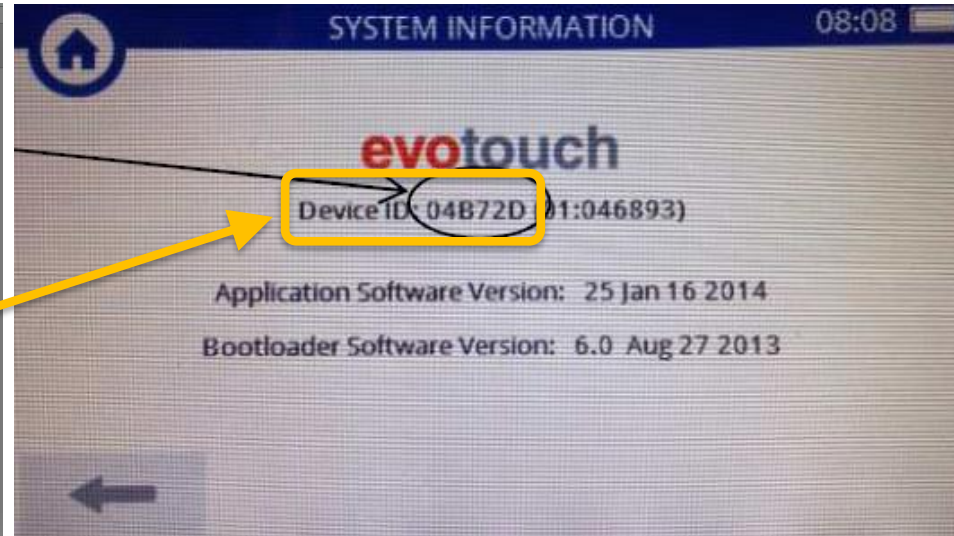 SYSTEM INFORMATION 08:08
evotouch
Device ID: 04B72D (01:046893)
Application Software Version: 25 Jan 16 2014
Bootloader Software Version: 6.0 Aug 27 2013